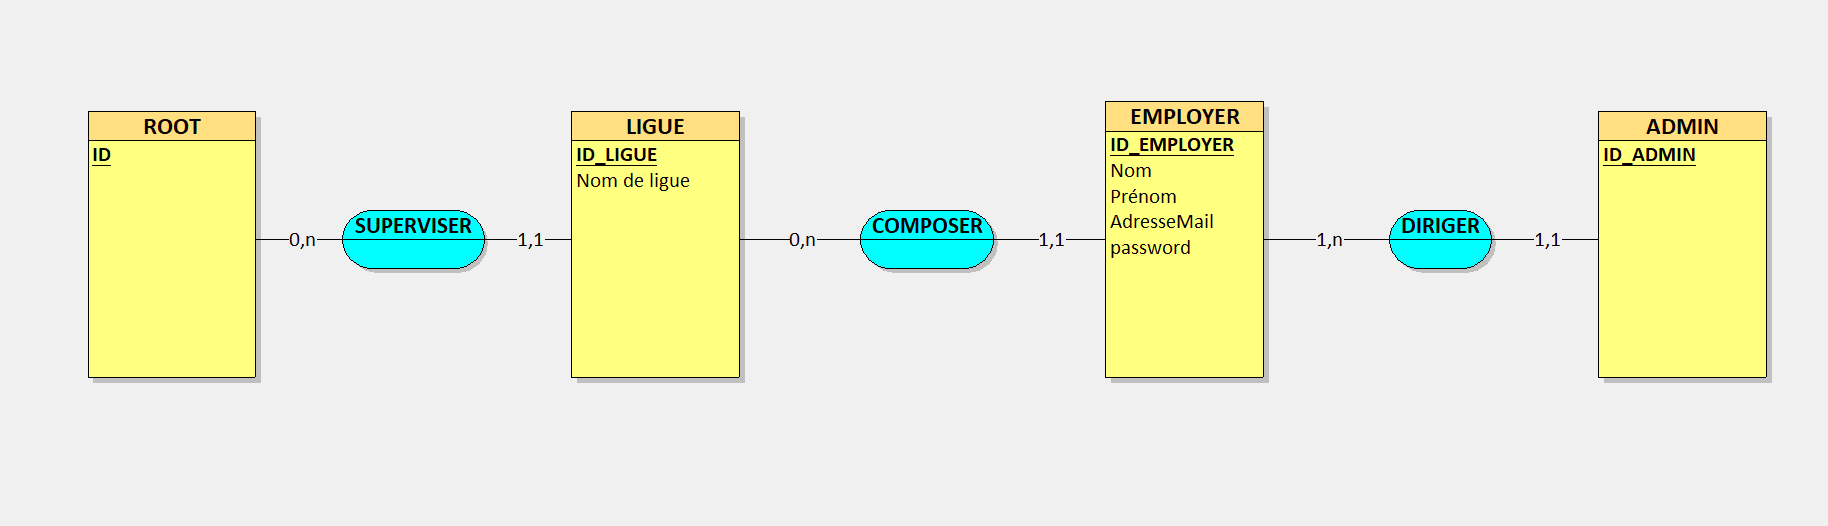 ROOT
ID
0,n
SUPERVISER
1,1
LIGUE
ID_LIGUE
Nom de ligue
0,n
COMPOSER
1,1
EMPLOYER
ID_EMPLOYER
Nom
Prénom
AdresseMail
password
1,n
DIRIGER
1,1
ADMIN
ID_ADMIN